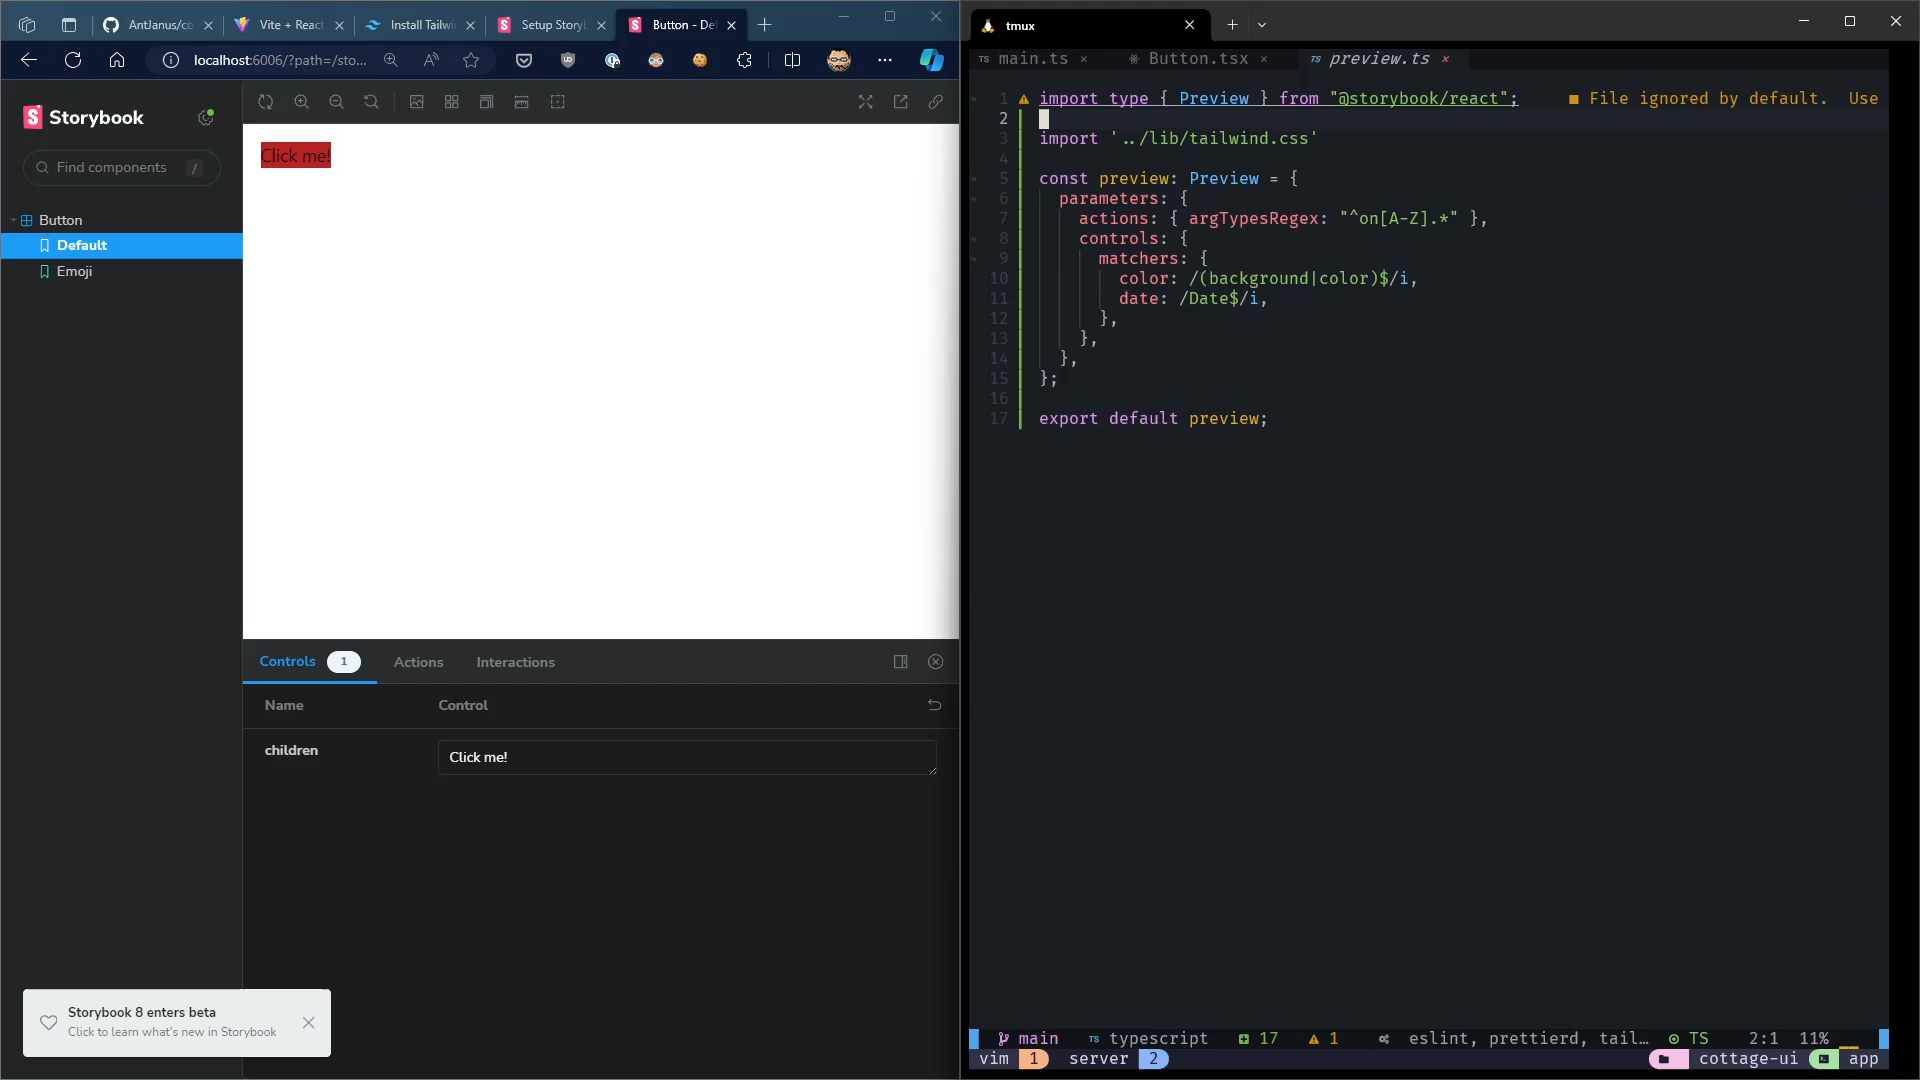 AntJanus/co
Vite + React
Install Tailwi
Setup Story
Button - De
localhost:6006/?path=/sto...
Storybook
Find components /
Button
Default
Emoji
Click me!
Controls 1 Actions Interactions
Name Control
children Click me!
Storybook 8 enters beta
Click to learn what's new in Storybook
tmux
TS main.ts × Button.tsx × TS preview.ts ×
1 import type { Preview } from "@storybook/react"; ■ File ignored by default. Use
2
3 import '../lib/tailwind.css'
4
5 const preview: Preview = {
6 parameters: {
7 actions: { argTypesRegex: "^on[A-Z].*" },
8 controls: {
9 matchers: {
10 color: /(background|color)$/i,
11 date: /Date$/i,
12 },
13 },
14 },
15 };
16
17 export default preview;
main TS typescript 17 1 eslint, prettierd, tail… TS 2:1 11%
vim 1 server 2 cottage-ui app